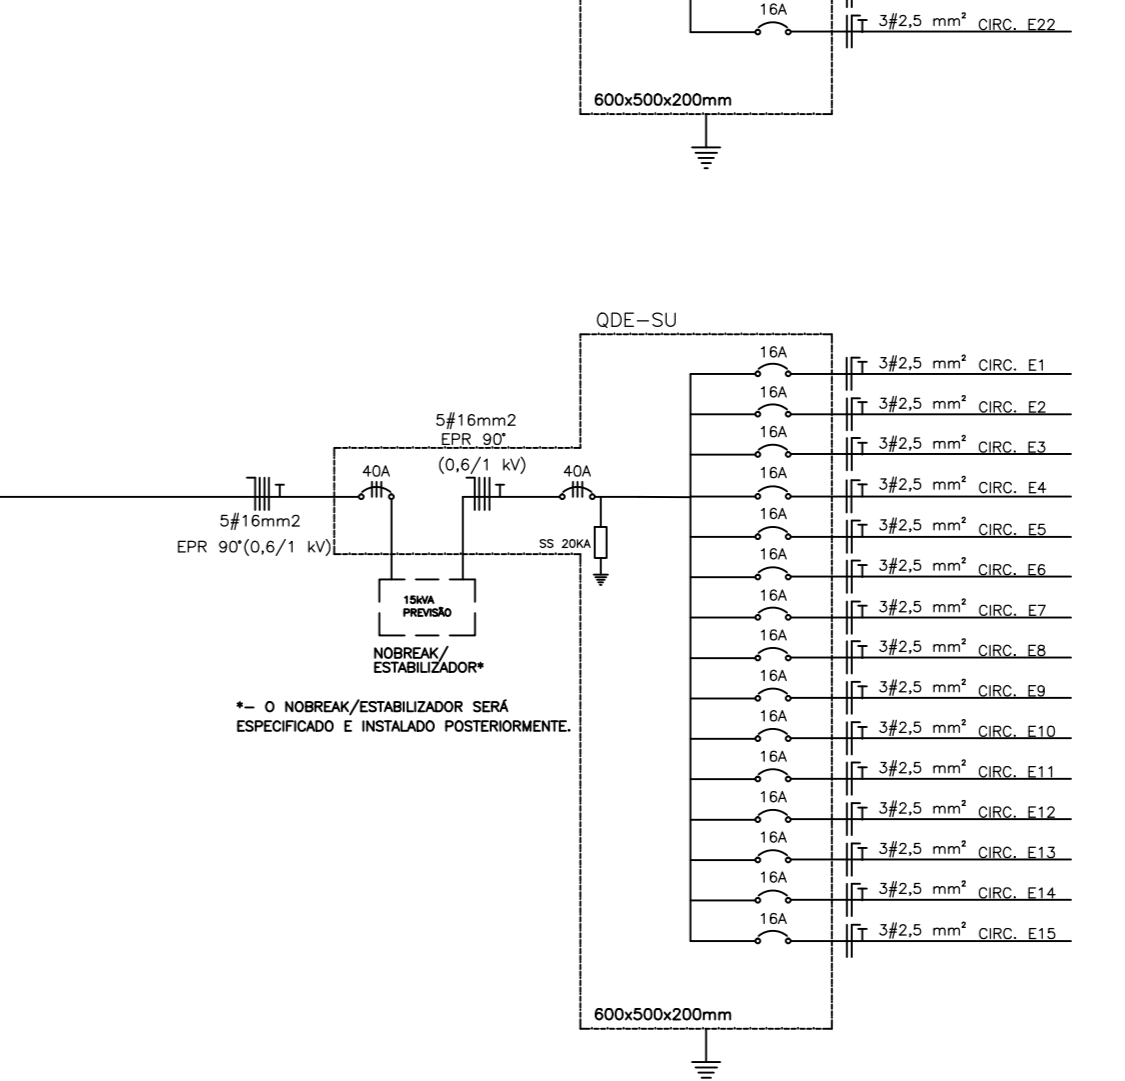 16A
3#2,5 mm² CIRC. E22
600x500x200mm
QDE-SU
16A
3#2,5 mm² CIRC. E1
16A
3#2,5 mm² CIRC. E2
16A
3#2,5 mm² CIRC. E3
16A
3#2,5 mm² CIRC. E4
16A
3#2,5 mm² CIRC. E5
16A
3#2,5 mm² CIRC. E6
16A
3#2,5 mm² CIRC. E7
16A
3#2,5 mm² CIRC. E8
16A
3#2,5 mm² CIRC. E9
16A
3#2,5 mm² CIRC. E10
16A
3#2,5 mm² CIRC. E11
16A
3#2,5 mm² CIRC. E12
16A
3#2,5 mm² CIRC. E13
16A
3#2,5 mm² CIRC. E14
16A
3#2,5 mm² CIRC. E15
5#16mm2
EPR 90°
(0,6/1 kV)
40A
40A
T
T
5#16mm2
EPR 90°(0,6/1 kV)
SS 20KA
15kVA
PREVISÃO
NOBREAK/
ESTABILIZADOR*
*- O NOBREAK/ESTABILIZADOR SERÁ
ESPECIFICADO E INSTALADO POSTERIORMENTE.
600x500x200mm